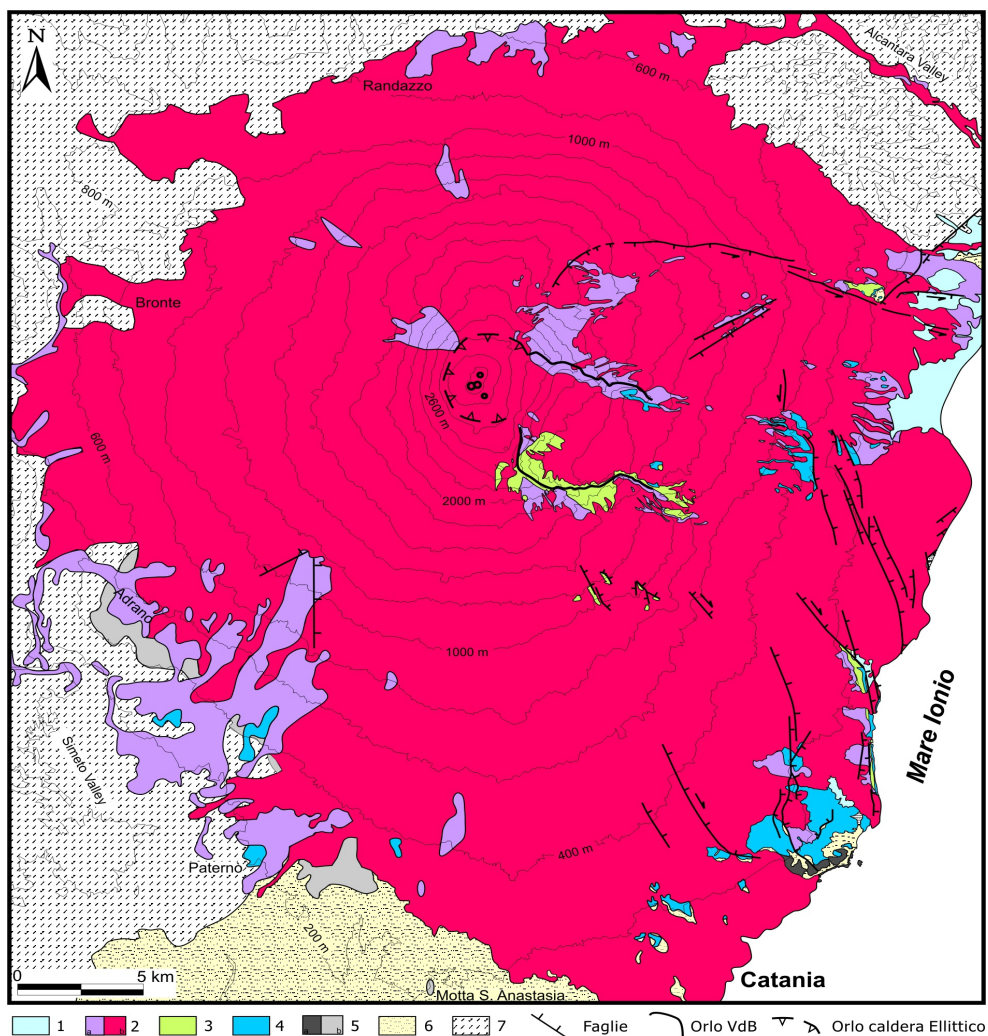 N
Alcantara Valley
600 m
Randazzo
1000 m
800 m
Bronte
2600 m
600 m
2000 m
Adrano
1000 m
Mare Ionio
Simeto Valley
400 m
Paternò
200 m
0 5 km
Catania
Motta S. Anastasia
1 a b 2 3 4 a b 5 6 7 Faglie Orlo VdB Orlo caldera Ellittico